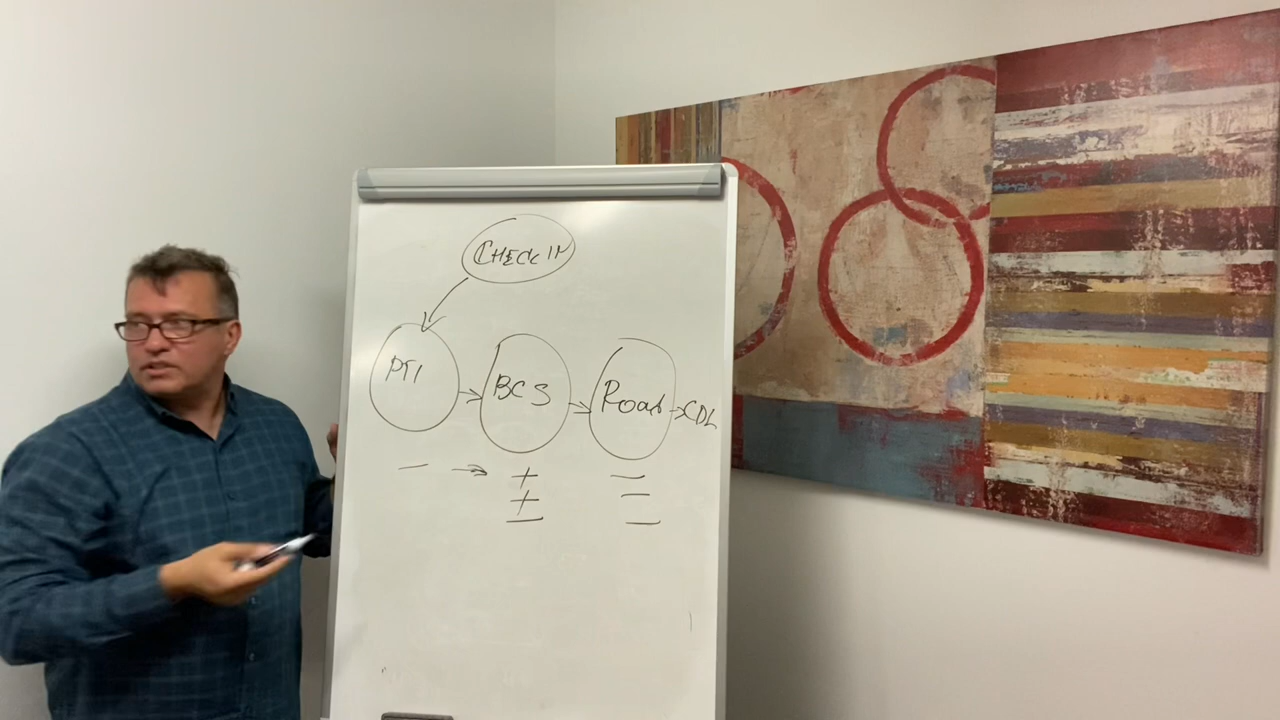 CHECK IN
PTI
BCS
Road
CDL
- → + -
+ -
- -